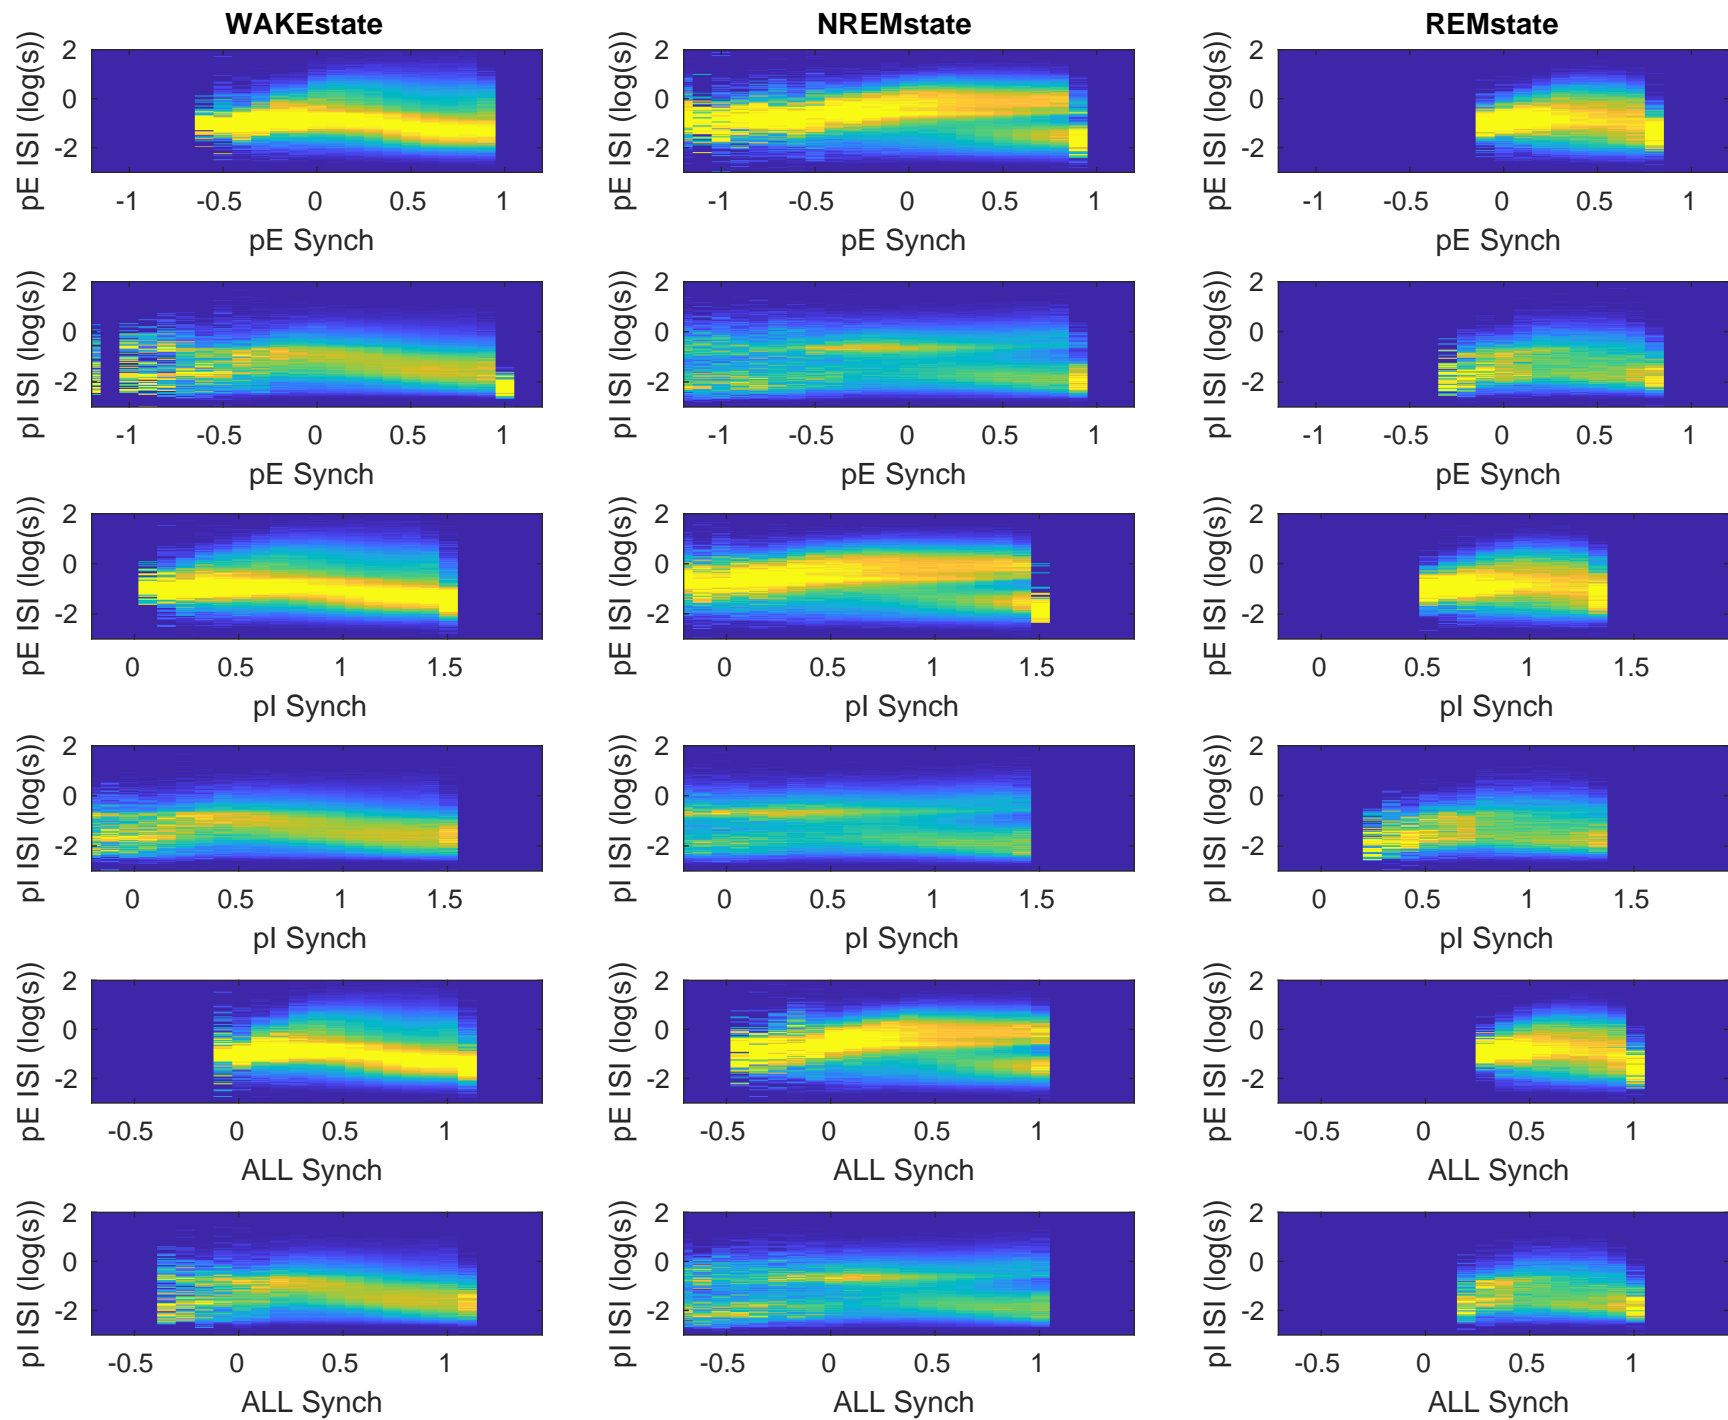 WAKEstate NREMstate REMstate
pE ISI (log(s)) 2 0 -2 pE ISI (log(s)) 2 0 -2 pE ISI (log(s)) 2 0 -2
-1 -0.5 0 0.5 1 -1 -0.5 0 0.5 1 -1 -0.5 0 0.5 1
pE Synch pE Synch pE Synch
pI ISI (log(s)) 2 0 -2 pI ISI (log(s)) 2 0 -2 pI ISI (log(s)) 2 0 -2
-1 -0.5 0 0.5 1 -1 -0.5 0 0.5 1 -1 -0.5 0 0.5 1
pE Synch pE Synch pE Synch
pE ISI (log(s)) 2 0 -2 pE ISI (log(s)) 2 0 -2 pE ISI (log(s)) 2 0 -2
0 0.5 1 1.5 0 0.5 1 1.5 0 0.5 1 1.5
pI Synch pI Synch pI Synch
pI ISI (log(s)) 2 0 -2 pI ISI (log(s)) 2 0 -2 pI ISI (log(s)) 2 0 -2
0 0.5 1 1.5 0 0.5 1 1.5 0 0.5 1 1.5
pI Synch pI Synch pI Synch
pE ISI (log(s)) 2 0 -2 pE ISI (log(s)) 2 0 -2 pE ISI (log(s)) 2 0 -2
-0.5 0 0.5 1 -0.5 0 0.5 1 -0.5 0 0.5 1
ALL Synch ALL Synch ALL Synch
pI ISI (log(s)) 2 0 -2 pI ISI (log(s)) 2 0 -2 pI ISI (log(s)) 2 0 -2
-0.5 0 0.5 1 -0.5 0 0.5 1 -0.5 0 0.5 1
ALL Synch ALL Synch ALL Synch